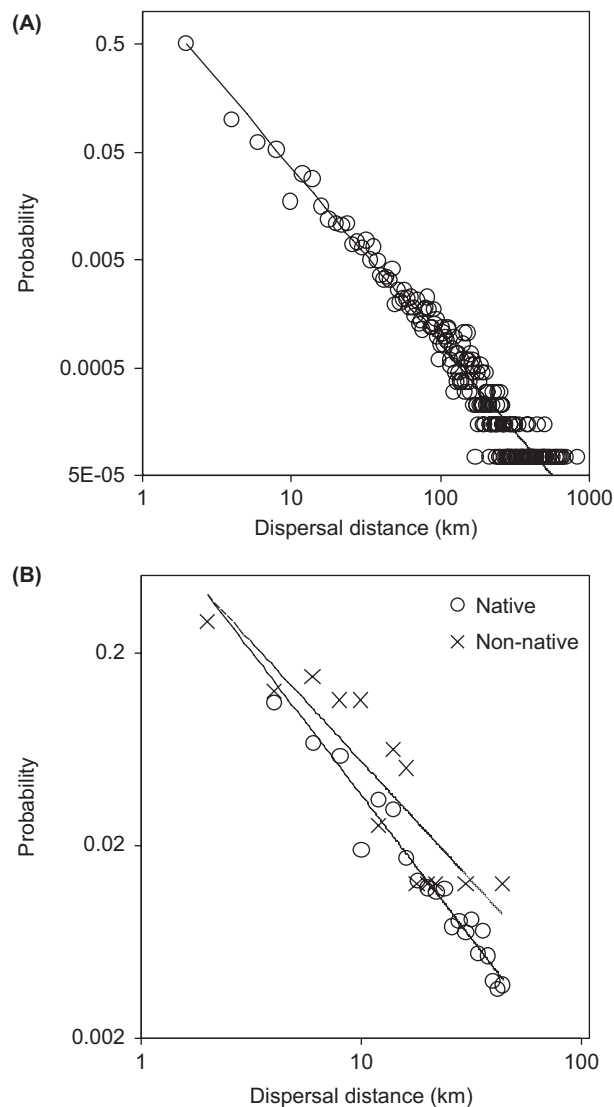 (A)
0.5
0.05
0.005
0.0005
5E-05
Probability
1 10 100 1000
Dispersal distance (km)
(B)
Native
Non-native
0.2
0.02
0.002
Probability
1 10 100
Dispersal distance (km)